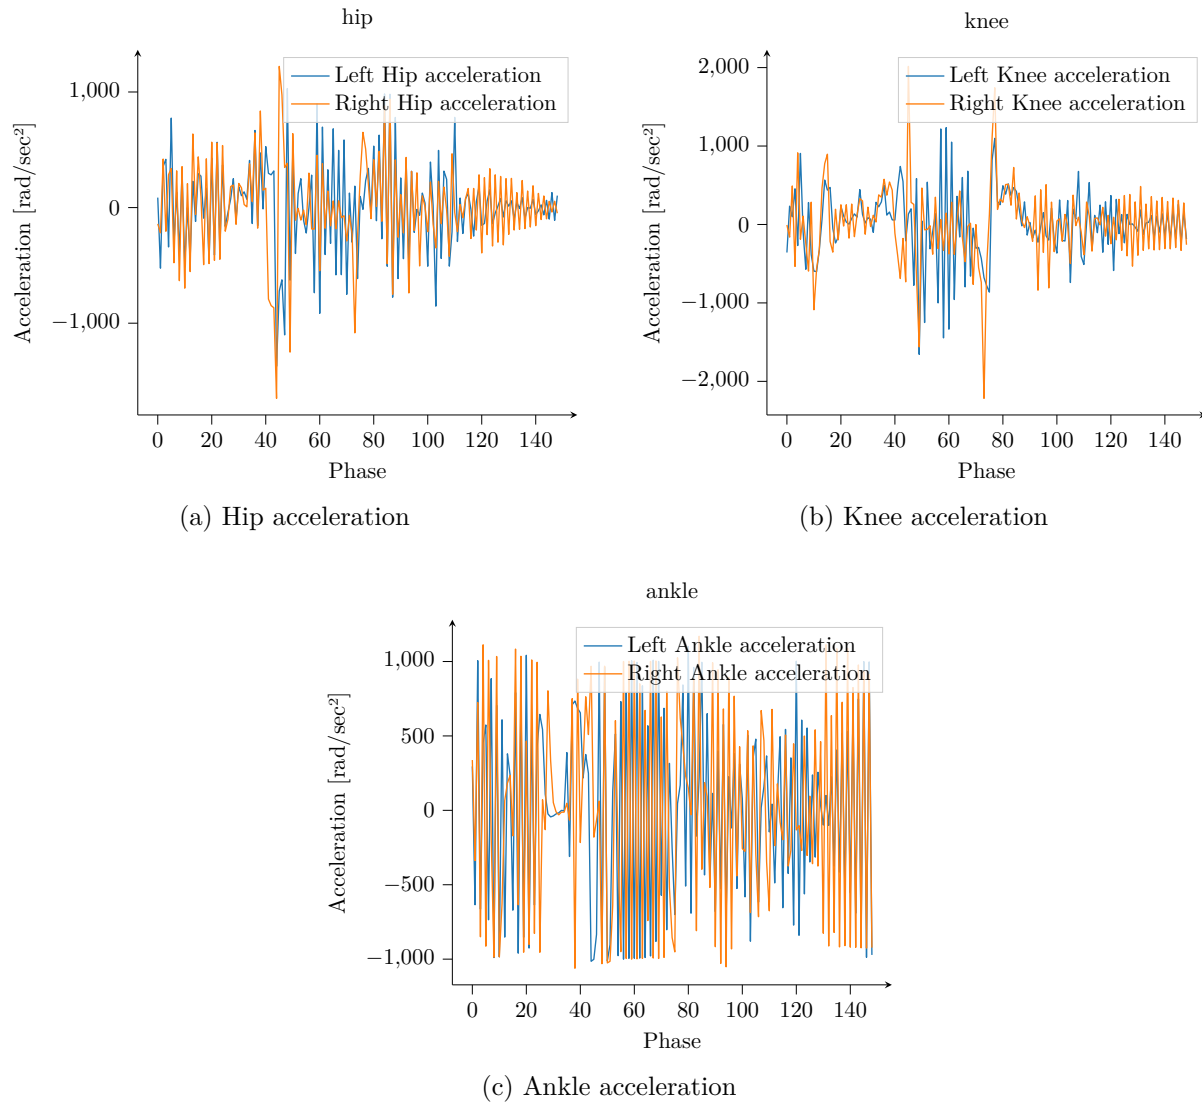 hip
Left Hip acceleration
Right Hip acceleration
1,000
0
−1,000
Acceleration [rad/sec²]
0 20 40 60 80 100 120 140
Phase
(a) Hip acceleration
knee
Left Knee acceleration
Right Knee acceleration
2,000
1,000
0
−1,000
−2,000
Acceleration [rad/sec²]
0 20 40 60 80 100 120 140
Phase
(b) Knee acceleration
ankle
Left Ankle acceleration
Right Ankle acceleration
1,000
500
0
−500
−1,000
Acceleration [rad/sec²]
0 20 40 60 80 100 120 140
Phase
(c) Ankle acceleration